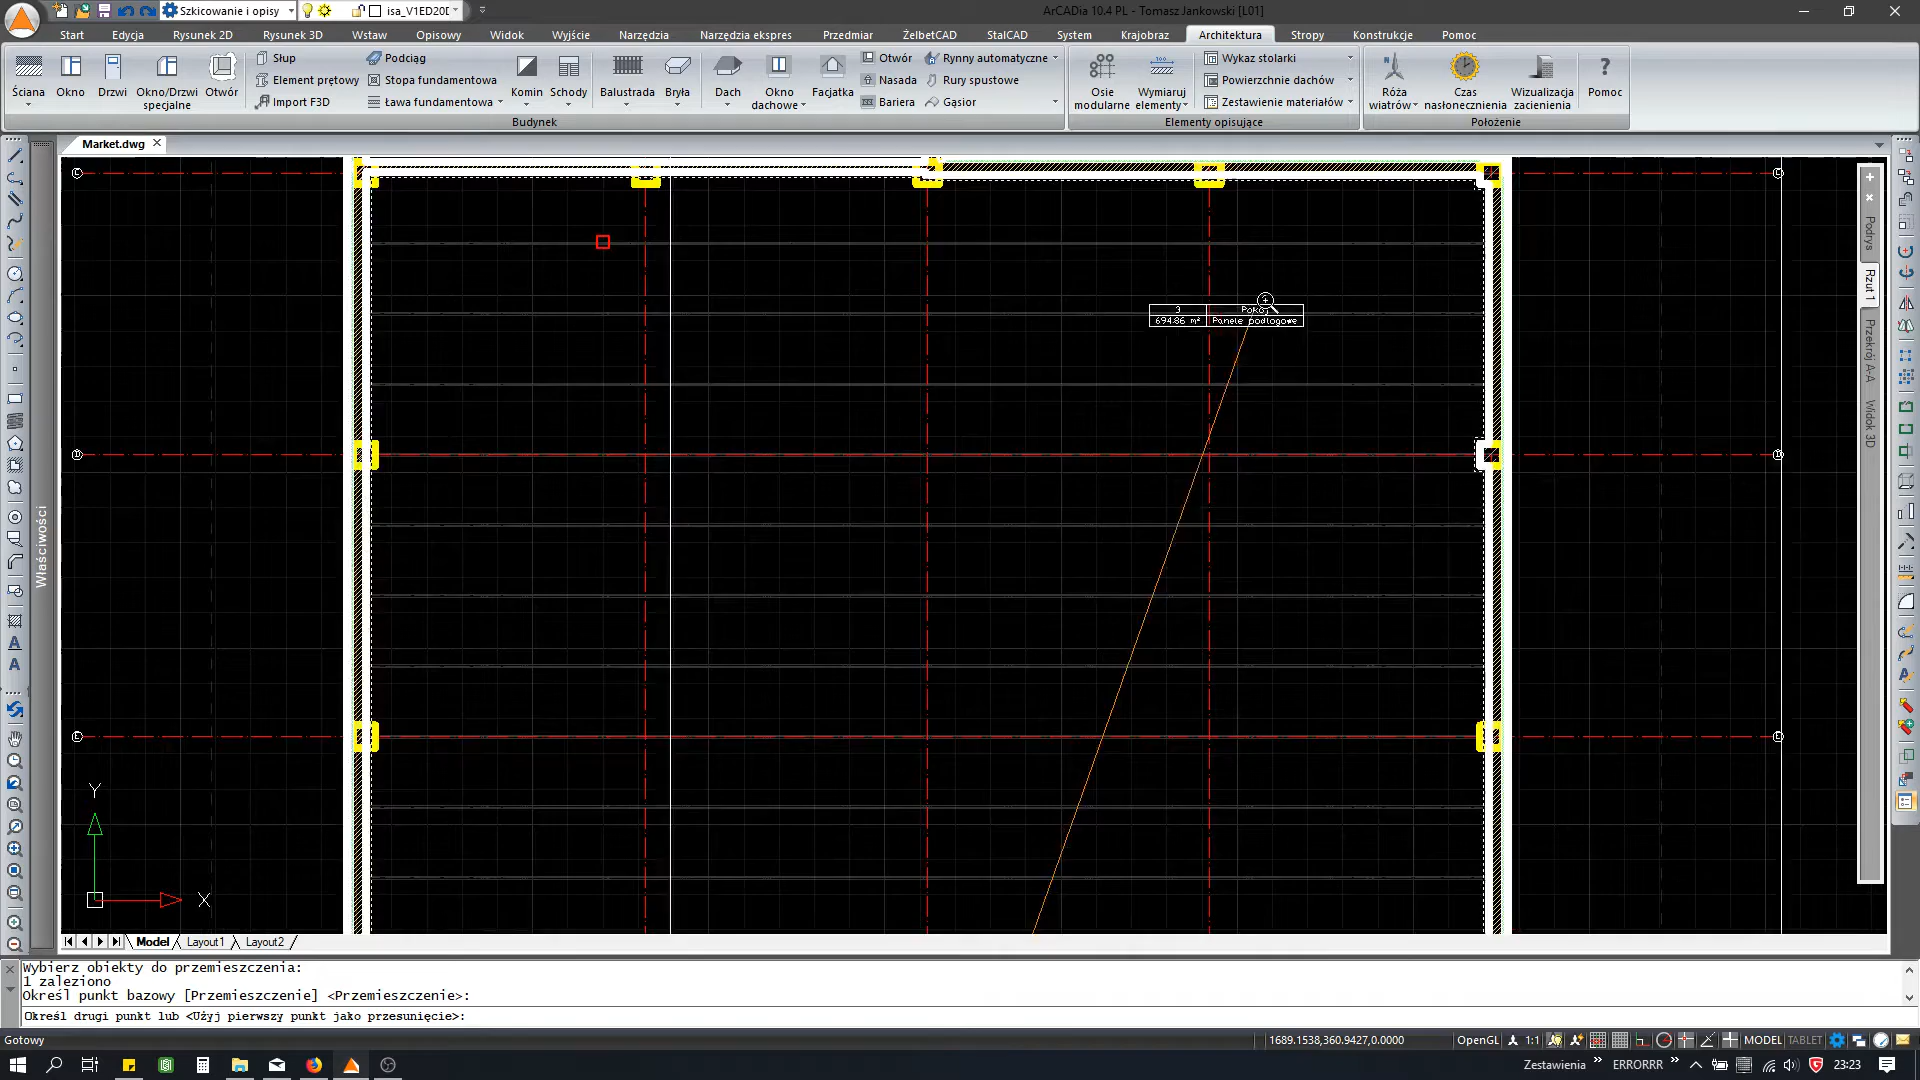 Szkicowanie i opisy
isa_V1ED20D
ArCADia 10.4 PL - Tomasz Jankowski [L01]
Start Edycja Rysunek 2D Rysunek 3D Wstaw Opisowy Widok Wyjście Narzędzia Narzędzia ekspres Przedmiar ŻelbetCAD StalCAD System Krajobraz Architektura Stropy Konstrukcje Pomoc
Ściana Okno Drzwi Okno/Drzwi specjalne Otwór
Słup
Element prętowy
Import F3D
Podciąg
Stopa fundamentowa
Ława fundamentowa
Komin Schody Balustrada Bryła Dach Okno dachowe Facjatka
Otwór
Nasada
Bariera
Rynny automatyczne
Rury spustowe
Gąsior
Osie modularne Wymiaruj elementy
Wykaz stolarki
Powierzchnie dachów
Zestawienie materiałów
Róża wiatrów Czas nasłonecznienia Wizualizacja zacienienia Pomoc
Budynek Elementy opisujące Położenie
Market.dwg
Właściwości
Podrys
Rzut 1
Przekrój A-A
Widok 3D
3 Pokój
694.86 m² Panele podłogowe
D D
Y
X
Model Layout1 Layout2
Wybierz obiekty do przemieszczenia:
1 zaleziono
Określ punkt bazowy [Przemieszczenie] <Przemieszczenie>:
Określ drugi punkt lub <Użyj pierwszy punkt jako przesunięcie>:
Gotowy
1689.1538,360.9427,0.0000 OpenGL 1:1 MODEL TABLET
Zestawienia » ERRORRR » 23:23